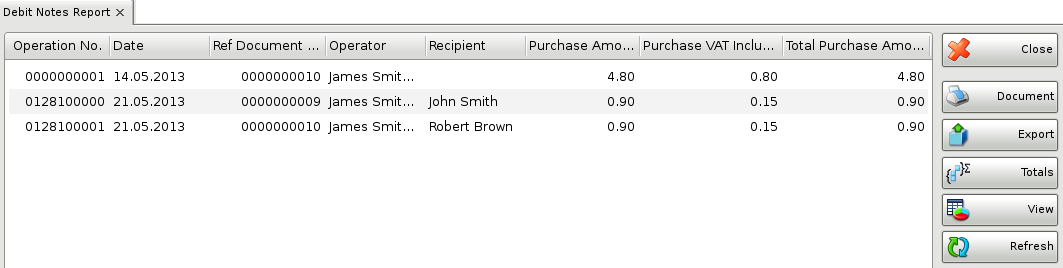 Debit Notes Report ×
Operation No. Date Ref Document ... Operator Recipient Purchase Amo... Purchase VAT Inclu... Total Purchase Amo...
0000000001 14.05.2013 0000000010 James Smit... 4.80 0.80 4.80
0128100000 21.05.2013 0000000009 James Smit... John Smith 0.90 0.15 0.90
0128100001 21.05.2013 0000000010 James Smit... Robert Brown 0.90 0.15 0.90
Close
Document
Export
Totals
View
Refresh